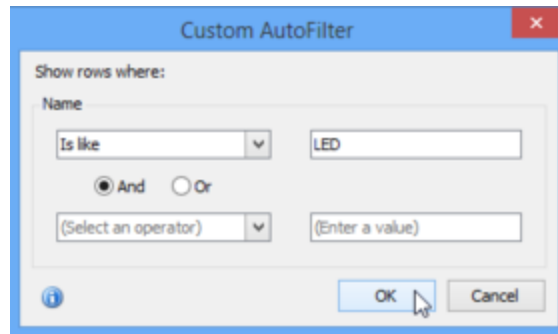 Custom AutoFilter
Show rows where:
Name
Is like LED
And Or
(Select an operator) (Enter a value)
OK Cancel